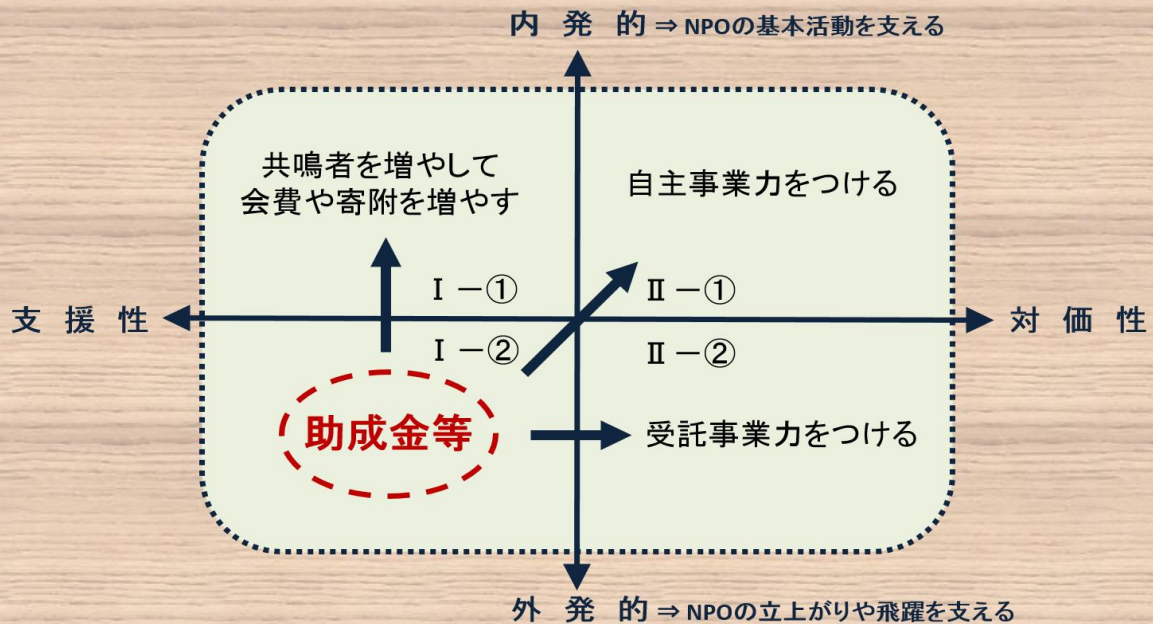 内発的⇒NPOの基本活動を支える
共鳴者を増やして
会費や寄附を増やす
自主事業力をつける
Ⅰ－①
Ⅱ－①
支援性
対価性
Ⅰ－②
Ⅱ－②
助成金等
受託事業力をつける
外発的⇒NPOの立上がりや飛躍を支える